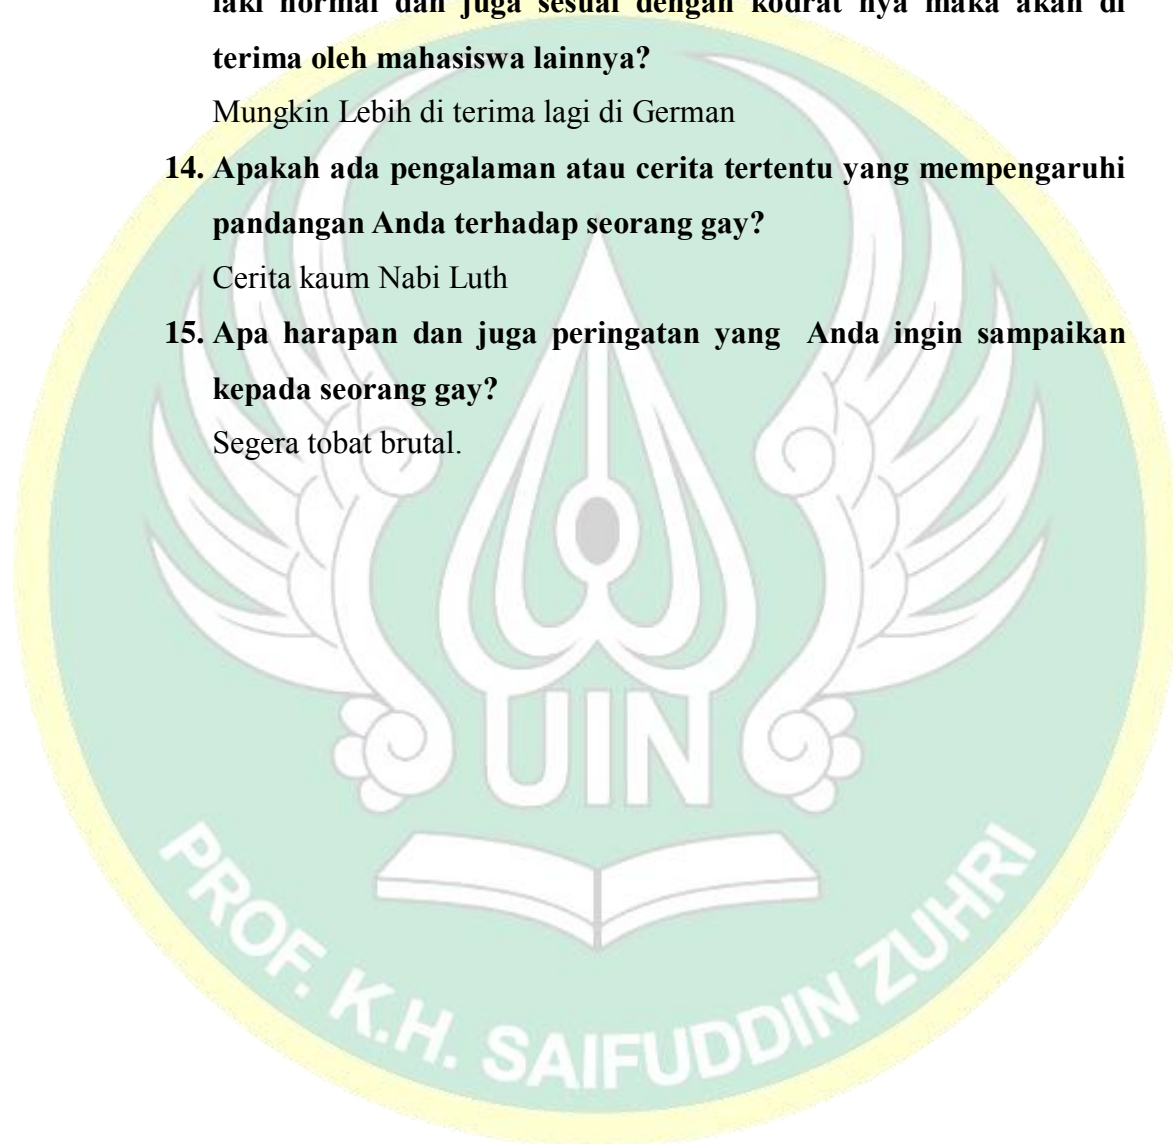 laki normal dan juga sesuai dengan kodrat nya maka akan di
terima oleh mahasiswa lainnya?
Mungkin Lebih di terima lagi di German
14. Apakah ada pengalaman atau cerita tertentu yang mempengaruhi
pandangan Anda terhadap seorang gay?
Cerita kaum Nabi Luth
15. Apa harapan dan juga peringatan yang Anda ingin sampaikan
kepada seorang gay?
Segera tobat brutal.
UIN
PROF. K.H. SAIFUDDIN ZUHRI